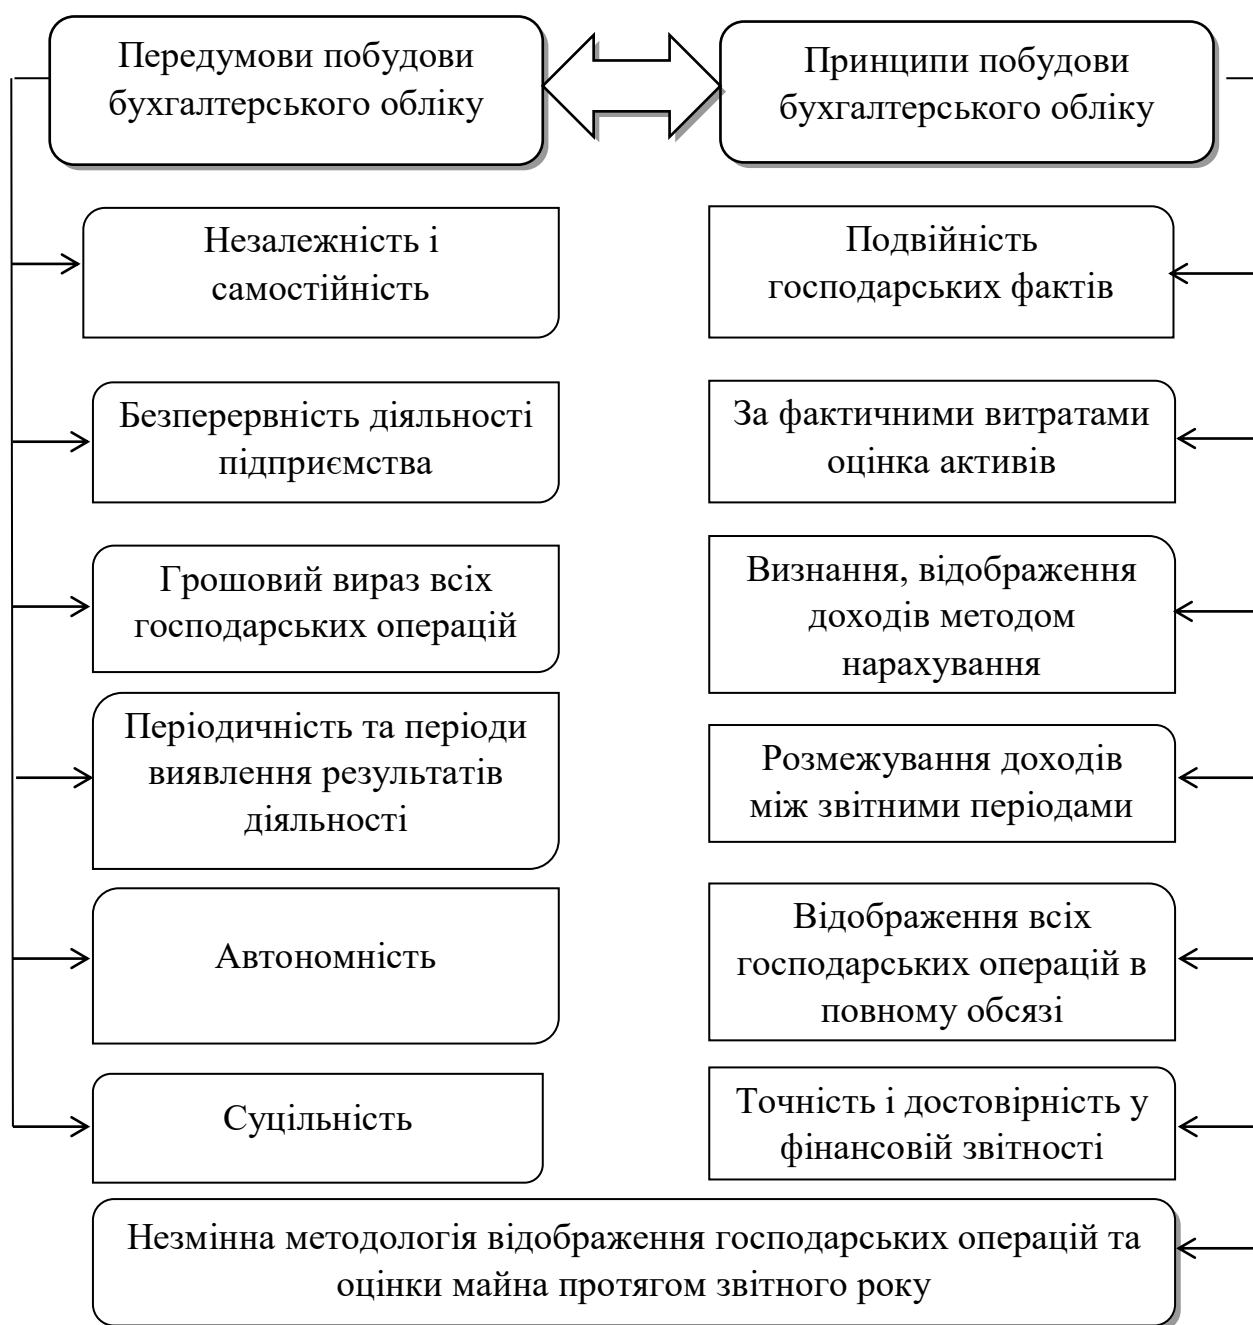 Передумови побудови
бухгалтерського обліку
Принципи побудови
бухгалтерського обліку
Незалежність і
самостійність
Подвійність
господарських фактів
Безперервність діяльності
підприємства
За фактичними витратами
оцінка активів
Грошовий вираз всіх
господарських операцій
Визнання, відображення
доходів методом
нарахування
Періодичність та періоди
виявлення результатів
діяльності
Розмежування доходів
між звітними періодами
Автономність
Відображення всіх
господарських операцій в
повному обсязі
Суцільність
Точність і достовірність у
фінансовій звітності
Незмінна методологія відображення господарських операцій та
оцінки майна протягом звітного року